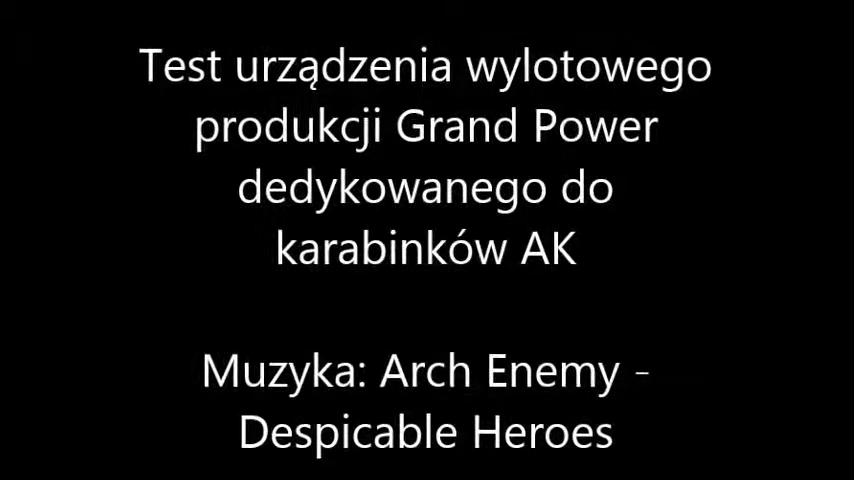 Test urządzenia wylotowego
produkcji Grand Power
dedykowanego do
karabinków AK
Muzyka: Arch Enemy -
Despicable Heroes